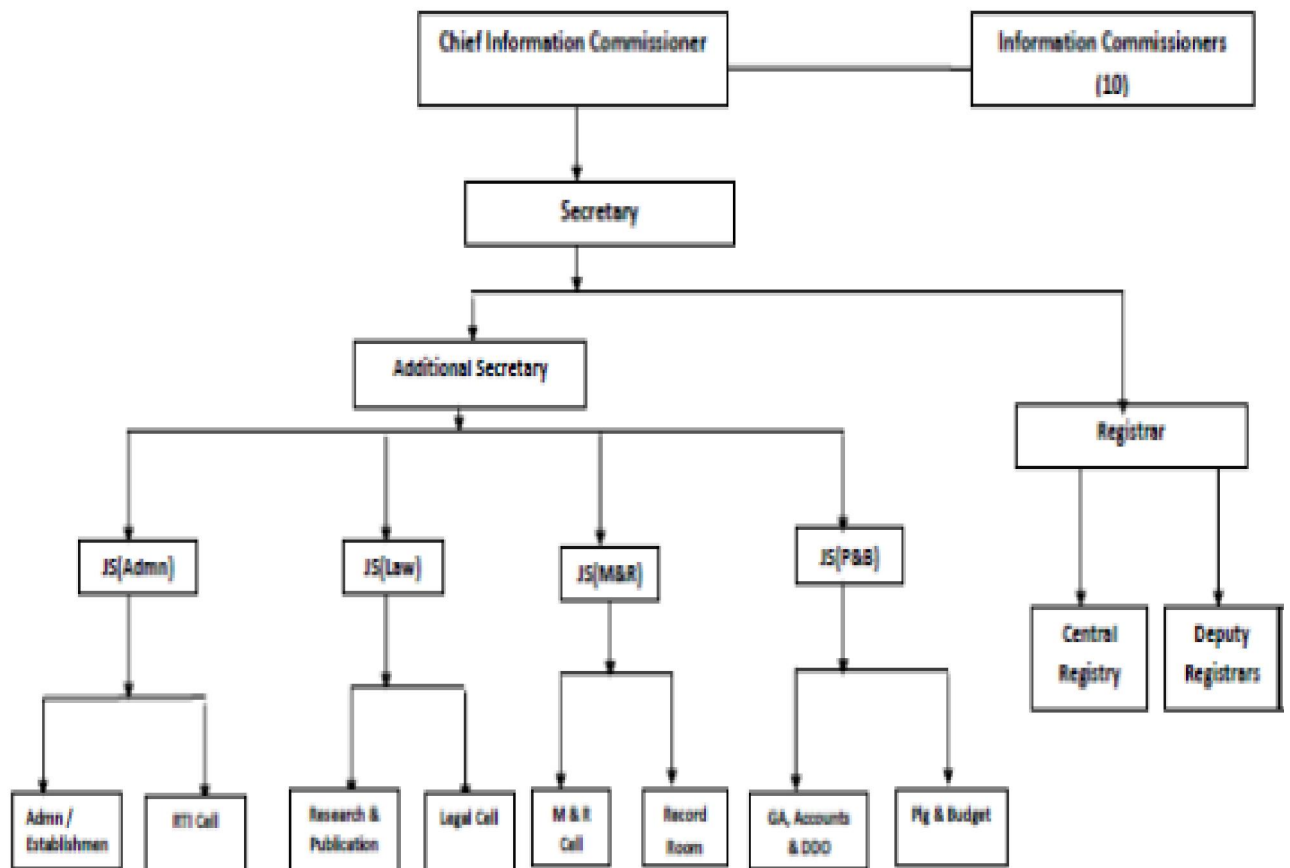 Chief Information Commissioner
Information Commissioners
(10)
Secretary
Additional Secretary
Registrar
JS(Admn)
JS(Law)
JS(M&R)
JS(P&B)
Central
Registry
Deputy
Registrars
Admn /
Establishmen
RTI Cell
Research &
Publication
Legal Cell
M & R
Cell
Record
Room
GA, Accounts
& DDO
Plg & Budget